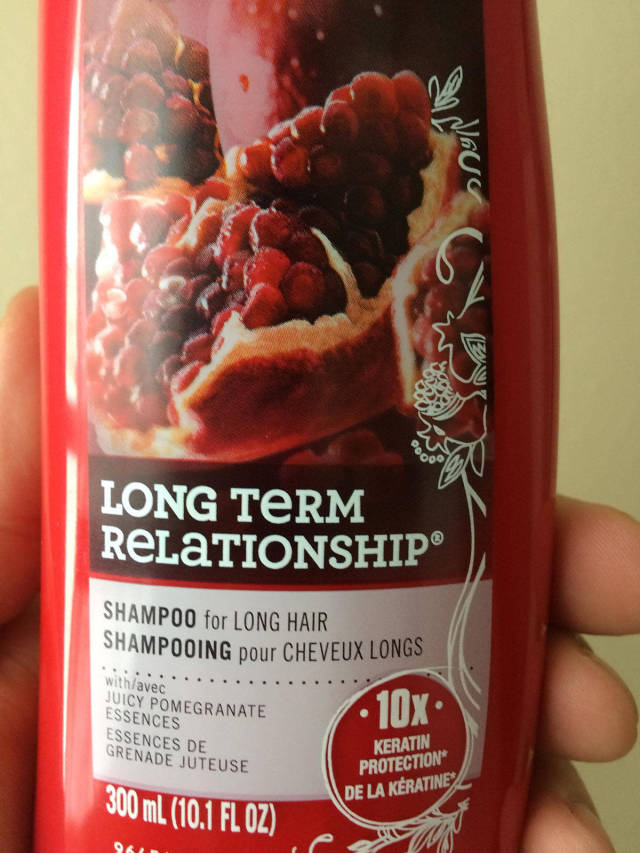 LONG TeRM
ReLaTIONSHIP®
SHAMPOO for LONG HAIR
SHAMPOOING pour CHEVEUX LONGS
with/avec
JUICY POMEGRANATE
ESSENCES
ESSENCES DE
GRENADE JUTEUSE
• 10x •
KERATIN
PROTECTION*
DE LA KÉRATINE*
300 mL (10.1 FL OZ)